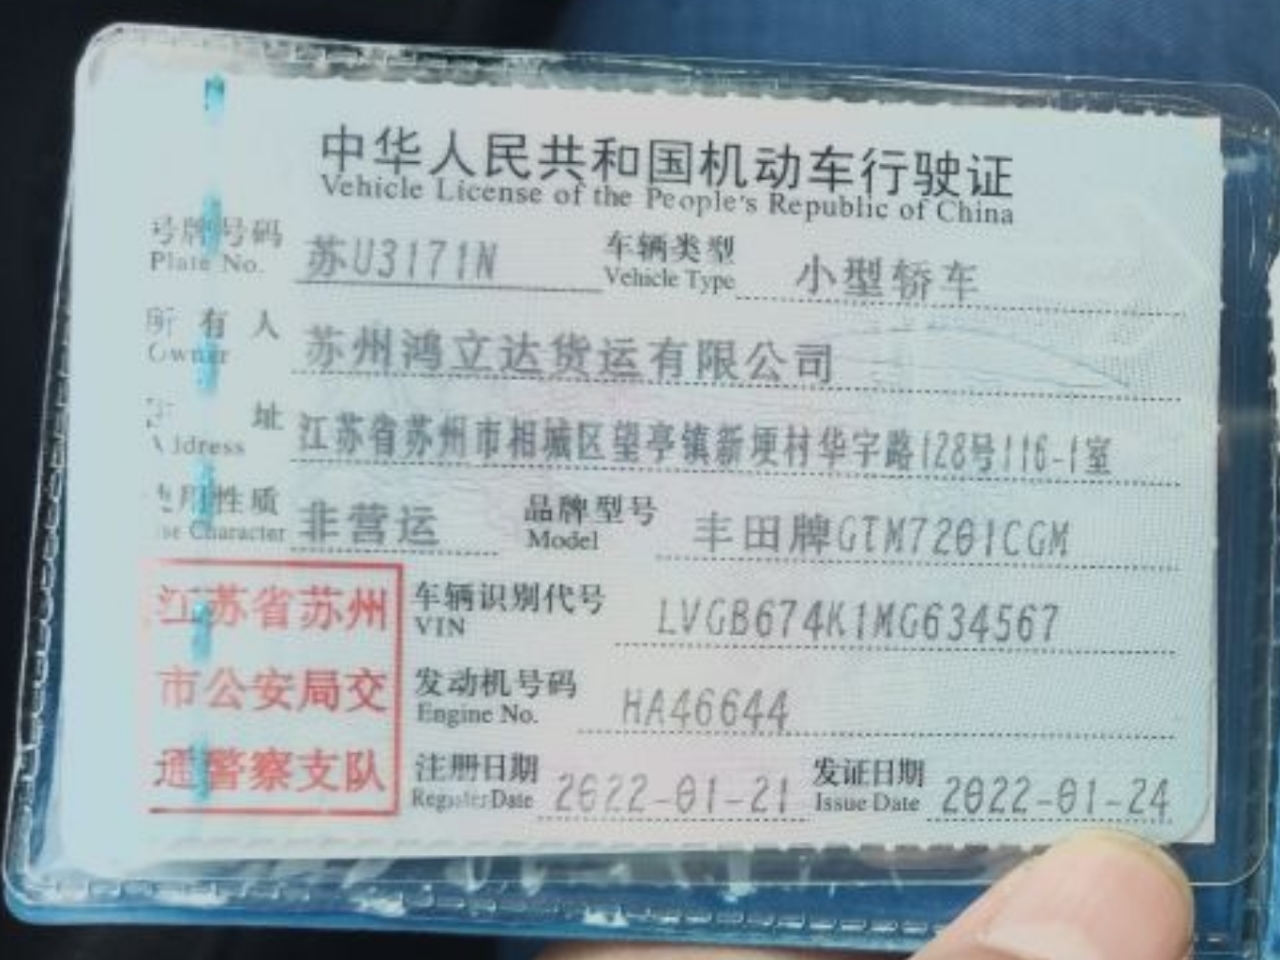 中华人民共和国机动车行驶证
Vehicle License of the People's Republic of China
号牌号码 苏U3171N 车辆类型 小型轿车
Plate No. Vehicle Type
所有人 苏州鸿立达货运有限公司
Owner
址 江苏省苏州市相城区望亭镇新埂村华字路128号116-1室
Address
用性质 非营运 品牌型号 丰田牌GTM7201CGM
se Character Model
江苏省苏州 车辆识别代号 LVGB674K1MG634567
VIN
市公安局交 发动机号码 HA46644
Engine No.
通警察支队 注册日期 2022-01-21 发证日期 2022-01-24
Register Date Issue Date